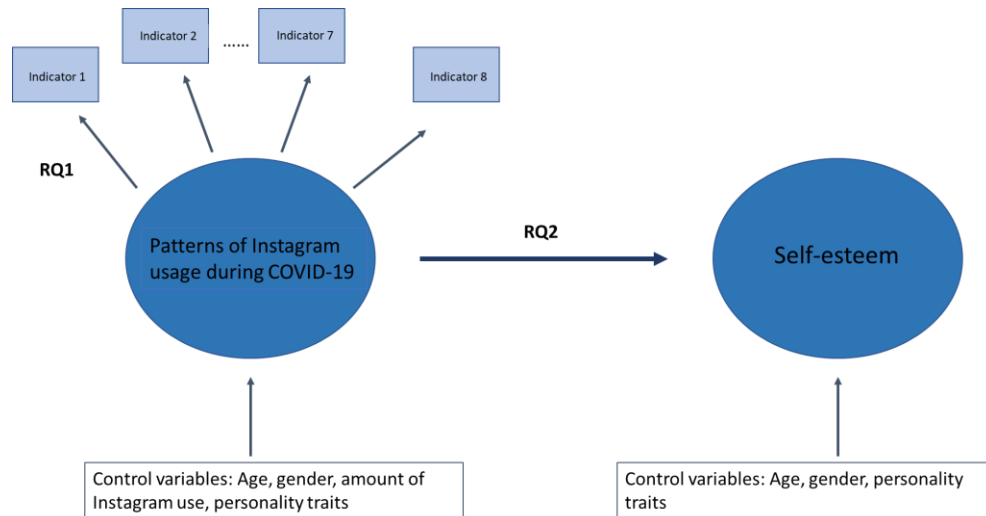 Indicator 1
Indicator 2
......
Indicator 7
Indicator 8
RQ1
Patterns of Instagram
usage during COVID-19
RQ2
Self-esteem
Control variables: Age, gender, amount of
Instagram use, personality traits
Control variables: Age, gender, personality
traits